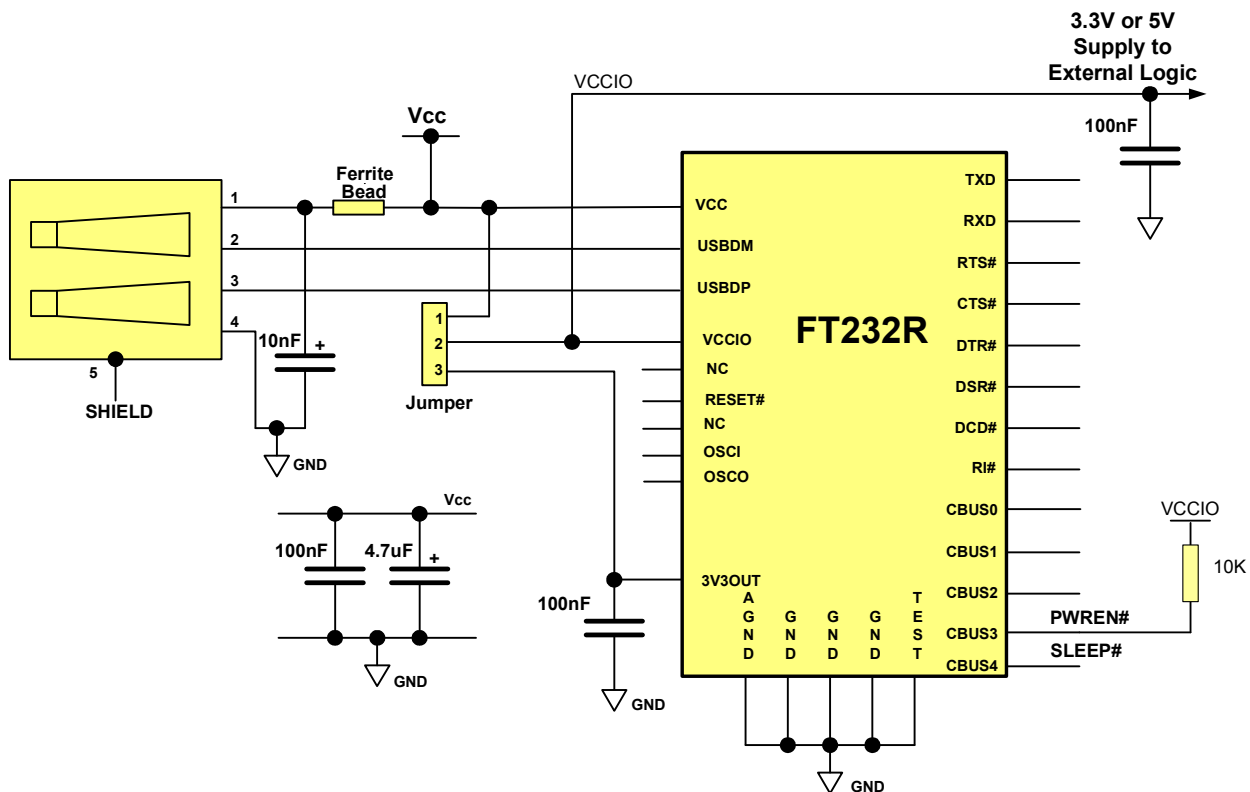 3.3V or 5V
Supply to
External Logic
VCCIO
100nF
Vcc
Ferrite
Bead
1
2
3
4
5
SHIELD
10nF
+
GND
1
2
3
Jumper
Vcc
100nF
4.7uF
+
GND
100nF
GND
FT232R
VCC
USBDM
USBDP
VCCIO
NC
RESET#
NC
OSCI
OSCO
3V3OUT
AGND
GND
GND
GND
TEST
GND
TXD
RXD
RTS#
CTS#
DTR#
DSR#
DCD#
RI#
CBUS0
CBUS1
CBUS2
CBUS3
CBUS4
PWREN#
SLEEP#
VCCIO
10K